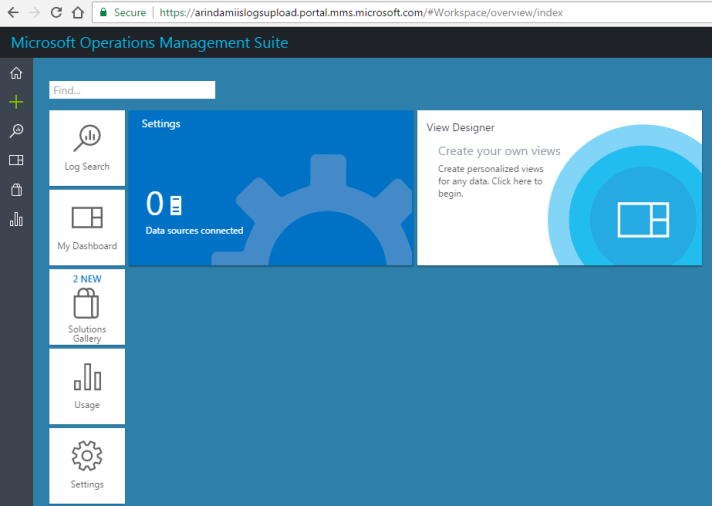 Secure
https://arindamiislogsupload.portal.mms.microsoft.com/#Workspace/overview/index
Microsoft Operations Management Suite
Find...
Log Search
My Dashboard
2 NEW
Solutions
Gallery
Usage
Settings
Settings
0
Data sources connected
View Designer
Create your own views
Create personalized views
for any data. Click here to
begin.